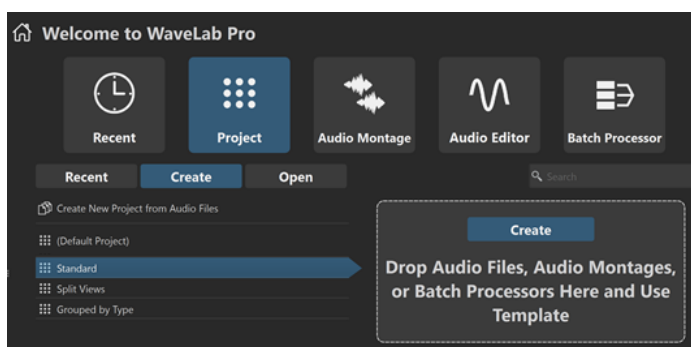 Welcome to WaveLab Pro
Recent
Project
Audio Montage
Audio Editor
Batch Processor
Recent
Create
Open
Search
Create New Project from Audio Files
(Default Project)
Standard
Split Views
Grouped by Type
Create
Drop Audio Files, Audio Montages,
or Batch Processors Here and Use
Template